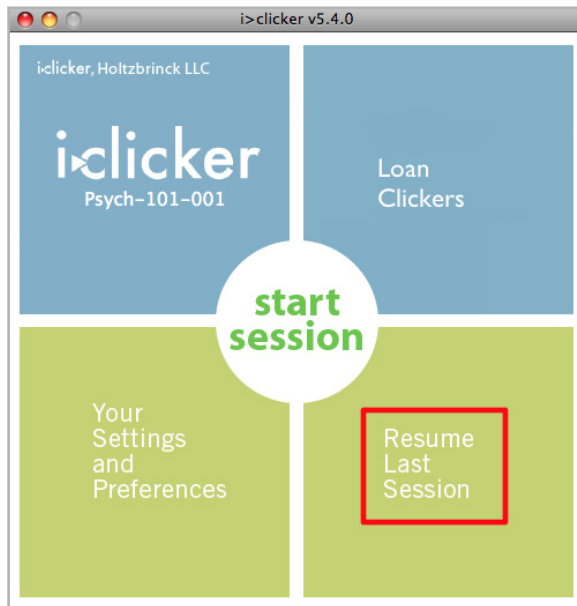 i>clicker v5.4.0
i>clicker, Holtzbrinck LLC
i>clicker
Psych-101-001
Loan
Clickers
start
session
Your
Settings
and
Preferences
Resume
Last
Session